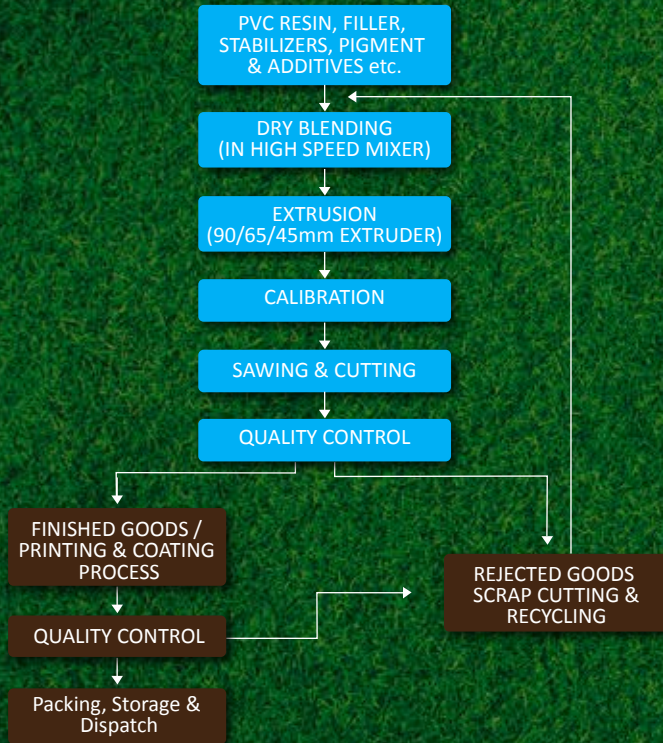 PVC RESIN, FILLER,
STABILIZERS, PIGMENT
& ADDITIVES etc.
DRY BLENDING
(IN HIGH SPEED MIXER)
EXTRUSION
(90/65/45mm EXTRUDER)
CALIBRATION
SAWING & CUTTING
QUALITY CONTROL
FINISHED GOODS /
PRINTING & COATING
PROCESS
REJECTED GOODS
SCRAP CUTTING &
RECYCLING
QUALITY CONTROL
Packing, Storage &
Dispatch